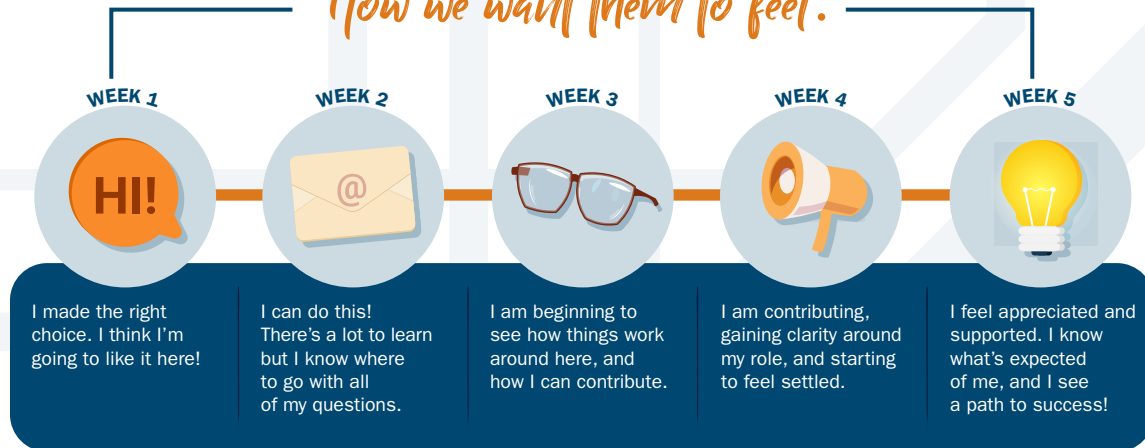 How we want them to feel.
WEEK 1
WEEK 2
WEEK 3
WEEK 4
WEEK 5
HI!
@
I made the right
choice. I think I'm
going to like it here!
I can do this!
There's a lot to learn
but I know where
to go with all
of my questions.
I am beginning to
see how things work
around here, and
how I can contribute.
I am contributing,
gaining clarity around
my role, and starting
to feel settled.
I feel appreciated and
supported. I know
what's expected
of me, and I see
a path to success!